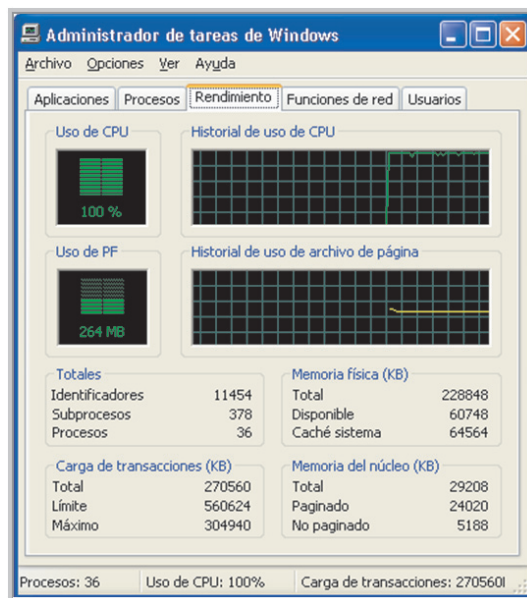 Administrador de tareas de Windows
Archivo Opciones Ver Ayuda
Aplicaciones Procesos Rendimiento Funciones de red Usuarios
Uso de CPU Historial de uso de CPU
100 %
Uso de PF Historial de uso de archivo de página
264 MB
Totales Memoria física (KB)
Identificadores 11454 Total 228848
Subprocesos 378 Disponible 60748
Procesos 36 Caché sistema 64564
Carga de transacciones (KB) Memoria del núcleo (KB)
Total 270560 Total 29208
Límite 560624 Paginado 24020
Máximo 304940 No paginado 5188
Procesos: 36 Uso de CPU: 100% Carga de transacciones: 270560